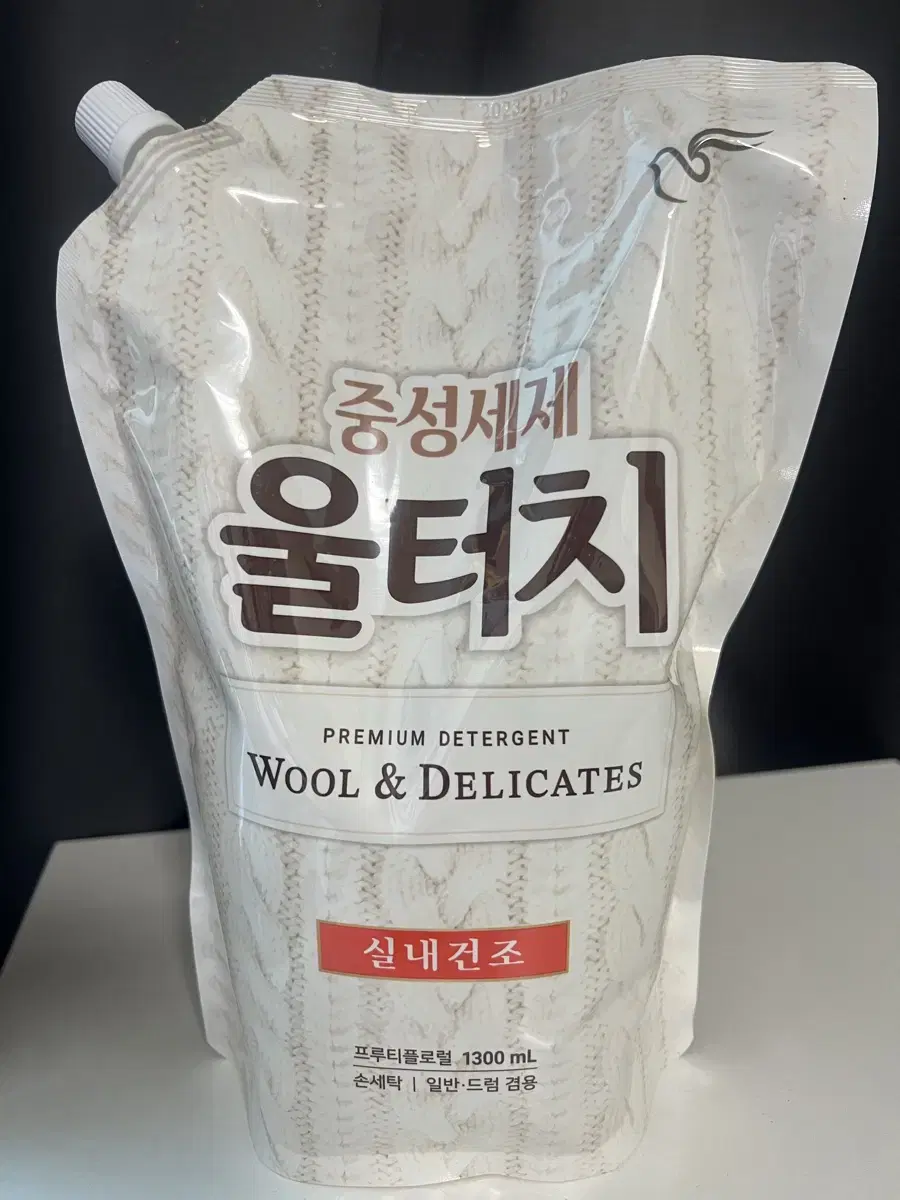 중성세제
울터치
PREMIUM DETERGENT
WOOL & DELICATES
실내건조
프루티플로럴 1300 mL
손세탁 | 일반·드럼 겸용